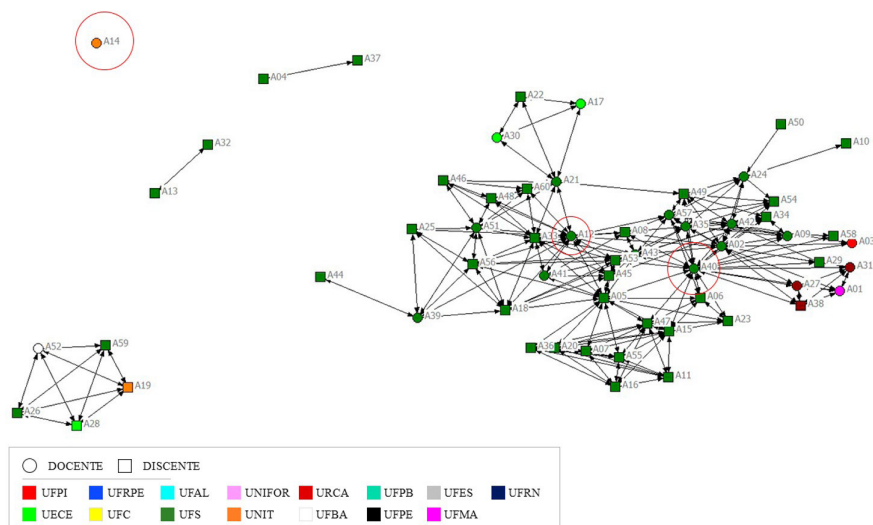 A14
A37
A04
A22
A17
A50
A30
A10
A32
A21
A24
A46
A60
A49
A13
A48
A54
A57
A34
A25
A51
A35
A42
A33
A08
A09
A58
A02
A03
A43
A56
A53
A40
A29
A31
A44
A41
A45
A27
A01
A05
A06
A38
A18
A39
A47
A23
A15
A52
A59
A36
A20
A07
A55
A11
A19
A16
A26
A28
DOCENTE DISCENTE
UFPI UFRPE UFAL UNIFOR URCA UFPB UFES UFRN
UECE UFC UFS UNIT UFBA UFPE UFMA